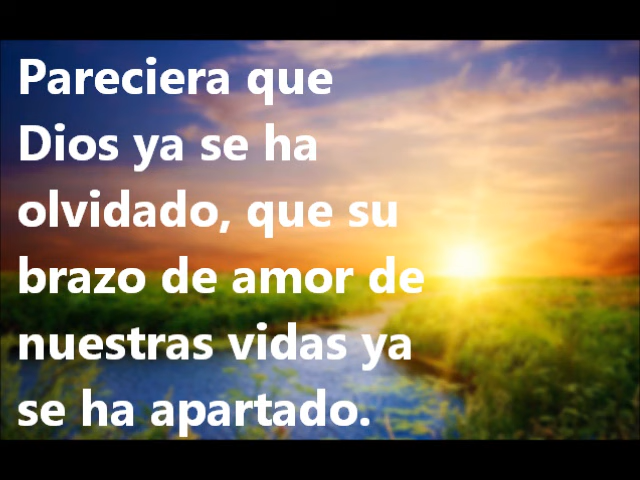 Pareciera que
Dios ya se ha
olvidado, que su
brazo de amor de
nuestras vidas ya
se ha apartado.